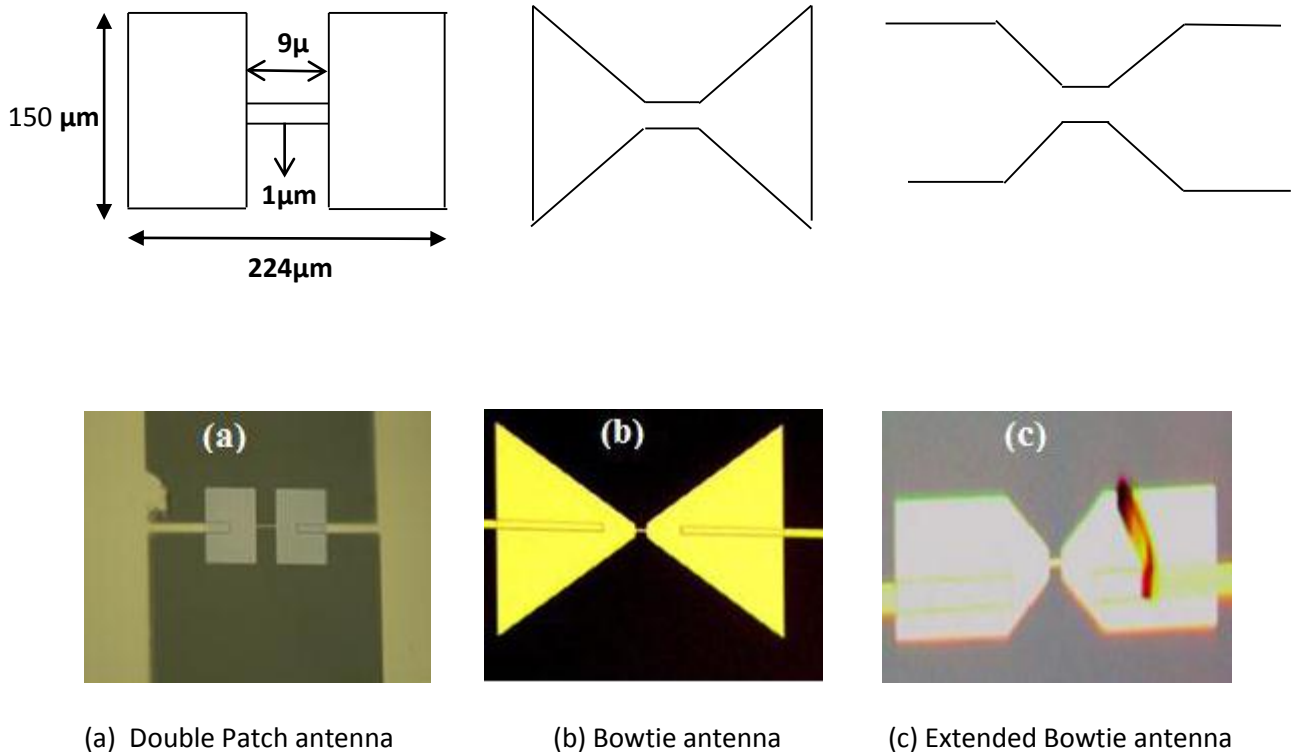 9µ
150 µm
1µm
224µm
(a)
(b)
(c)
(a) Double Patch antenna
(b) Bowtie antenna
(c) Extended Bowtie antenna